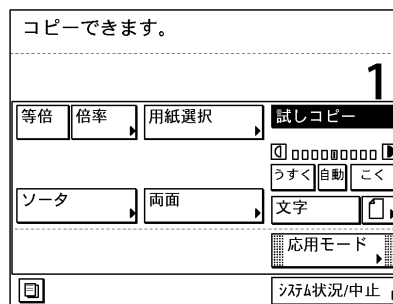 コピーできます。
1
等倍 倍率 用紙選択 試しコピー
うすく 自動 こく
ソータ 両面 文字
応用モード
システム状況/中止